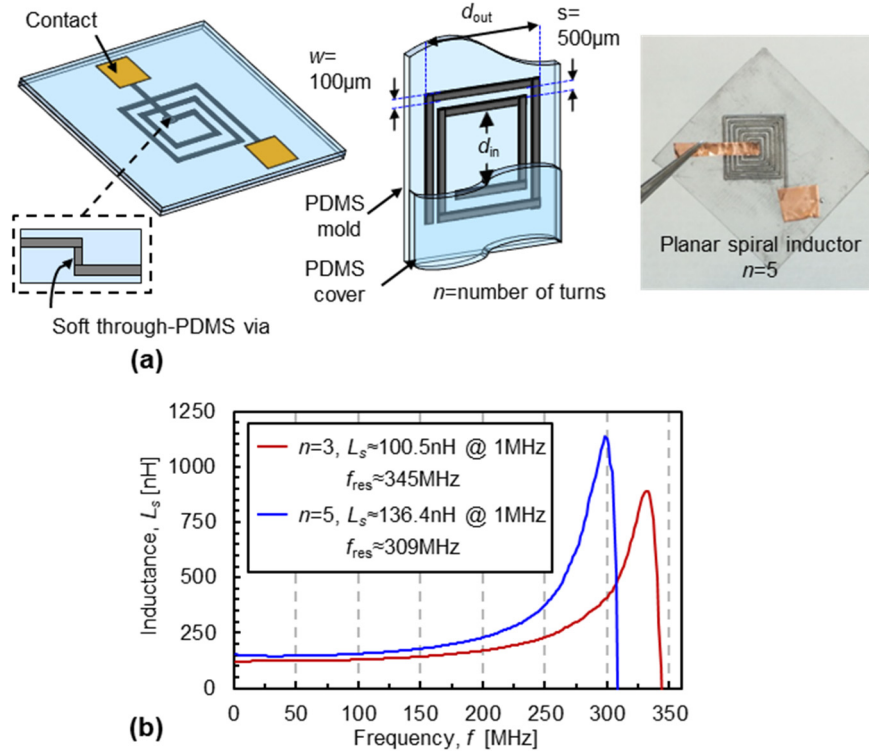 Contact
w=
100µm
d_out
s=
500µm
d_in
PDMS
mold
PDMS
cover
n=number of turns
Soft through-PDMS via
Planar spiral inductor
n=5
(a)
Inductance, L_s [nH]
1250
1000
750
500
250
0
n=3, L_s≈100.5nH @ 1MHz
f_res≈345MHz
n=5, L_s≈136.4nH @ 1MHz
f_res≈309MHz
0 50 100 150 200 250 300 350
Frequency, f [MHz]
(b)